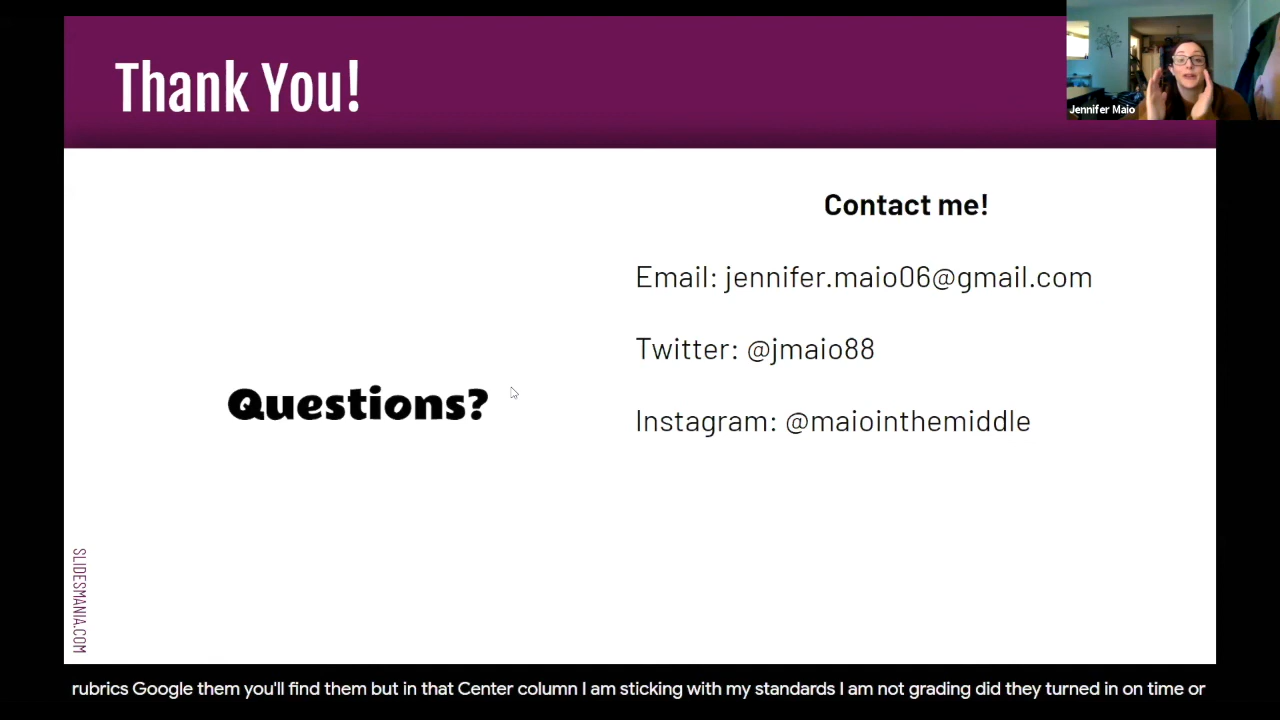 Thank You!
Jennifer Maio
Contact me!
Email: jennifer.maio06@gmail.com
Twitter: @jmaio88
Questions?
Instagram: @maiointhemiddle
SLIDESMANIA.COM
rubrics Google them you'll find them but in that Center column I am sticking with my standards I am not grading did they turned in on time or